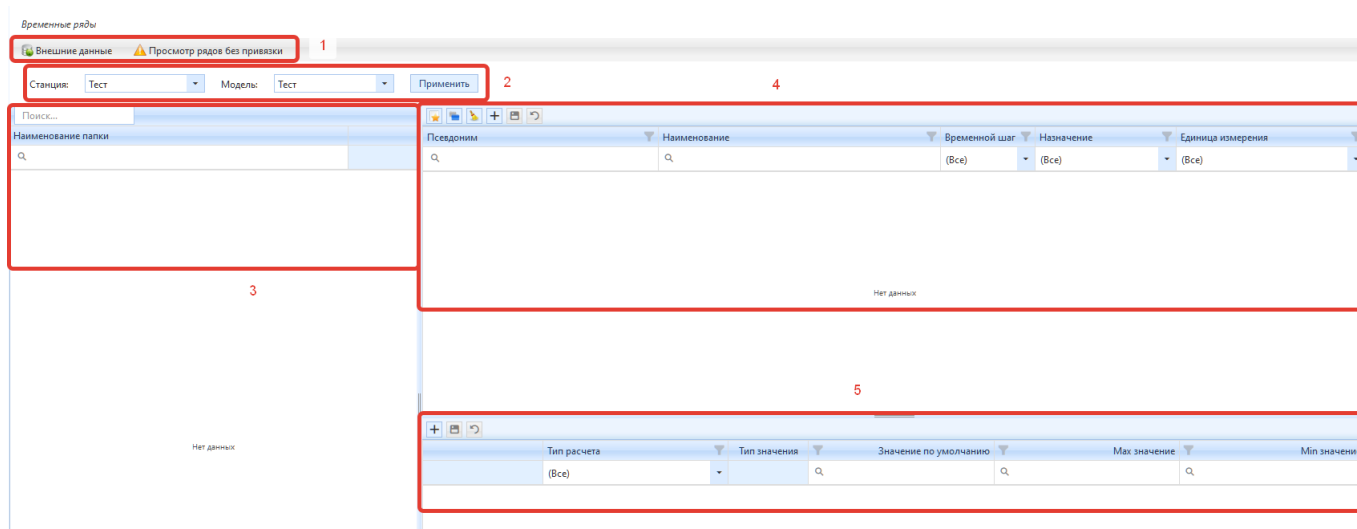 Временные ряды
Внешние данные Просмотр рядов без привязки 1
Станция: Тест Модель: Тест Применить 2
4
Поиск...
Наименование папки
Псевдоним Наименование Временной шаг Назначение Единица измерения
(Все) (Все) (Все)
3
Нет данных
5
Нет данных
Тип расчета Тип значения Значение по умолчанию Max значение Min значение
(Все)